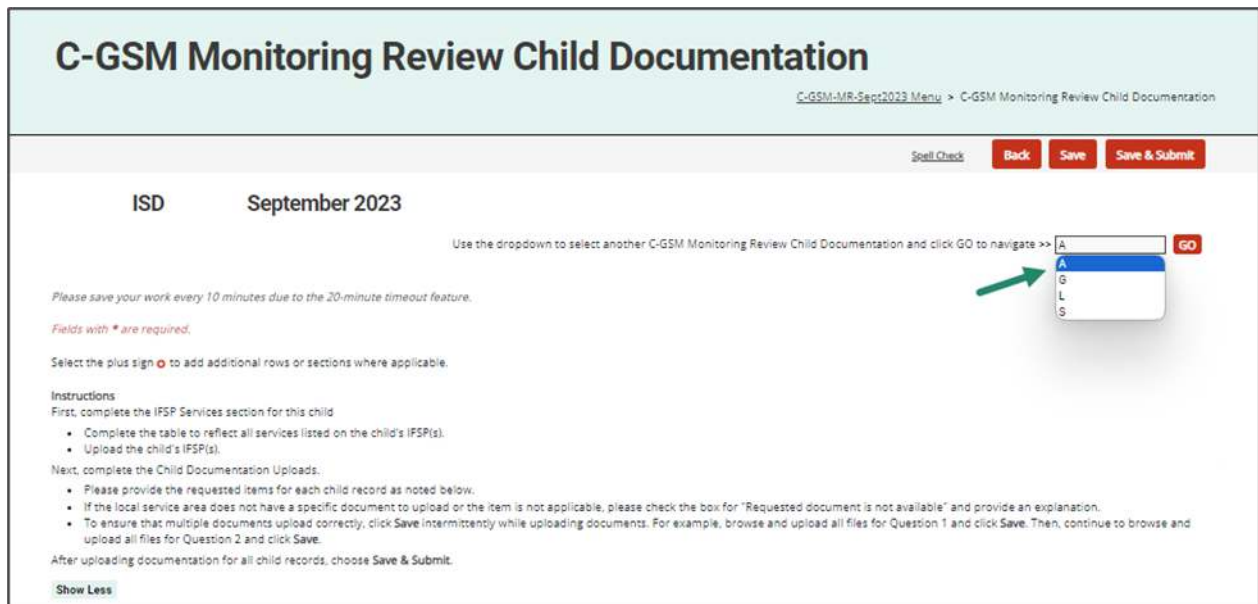 C-GSM Monitoring Review Child Documentation
C-GSM-MR-Sept2023 Menu > C-GSM Monitoring Review Child Documentation
Spell Check Back Save Save & Submit
ISD September 2023
Use the dropdown to select another C-GSM Monitoring Review Child Documentation and click GO to navigate >> A GO
A
G
L
S
Please save your work every 10 minutes due to the 20-minute timeout feature.
Fields with * are required.
Select the plus sign to add additional rows or sections where applicable.
Instructions
First, complete the IFSP Services section for this child
• Complete the table to reflect all services listed on the child's IFSP(s).
• Upload the child's IFSP(s).
Next, complete the Child Documentation Uploads.
• Please provide the requested items for each child record as noted below.
• If the local service area does not have a specific document to upload or the item is not applicable, please check the box for "Requested document is not available" and provide an explanation.
• To ensure that multiple documents upload correctly, click Save intermittently while uploading documents. For example, browse and upload all files for Question 1 and click Save. Then, continue to browse and
upload all files for Question 2 and click Save.
After uploading documentation for all child records, choose Save & Submit.
Show Less